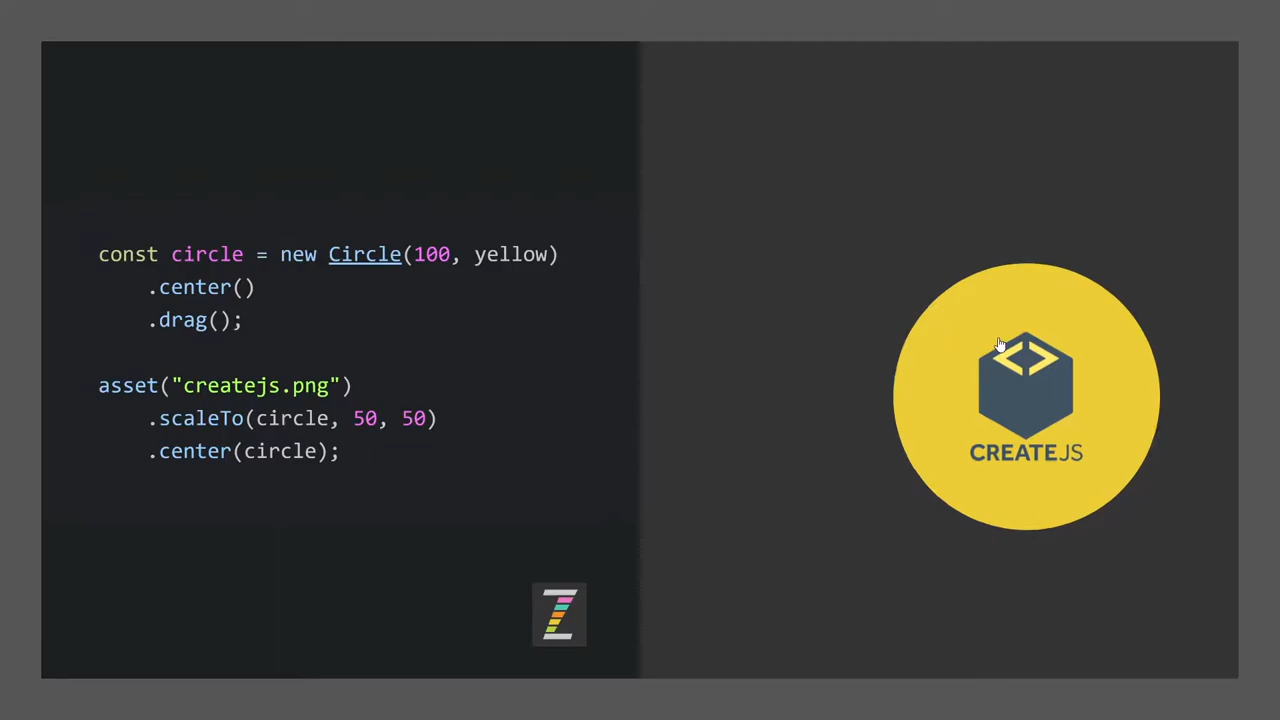 const circle = new Circle(100, yellow)
.center()
.drag();
asset("createjs.png")
.scaleTo(circle, 50, 50)
.center(circle);
CREATEJS
Z